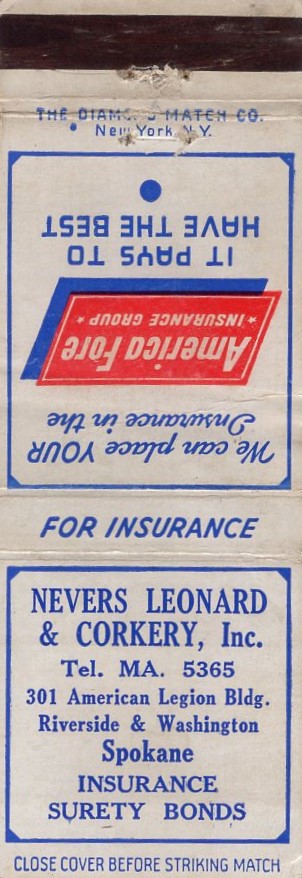 THE DIAMOND MATCH CO.
New York, N.Y.
We can place YOUR
Insurance in the
America Fore
★ INSURANCE GROUP ★
IT PAYS TO
HAVE THE BEST
FOR INSURANCE
NEVERS LEONARD
& CORKERY, Inc.
Tel. MA. 5365
301 American Legion Bldg.
Riverside & Washington
Spokane
INSURANCE
SURETY BONDS
CLOSE COVER BEFORE STRIKING MATCH